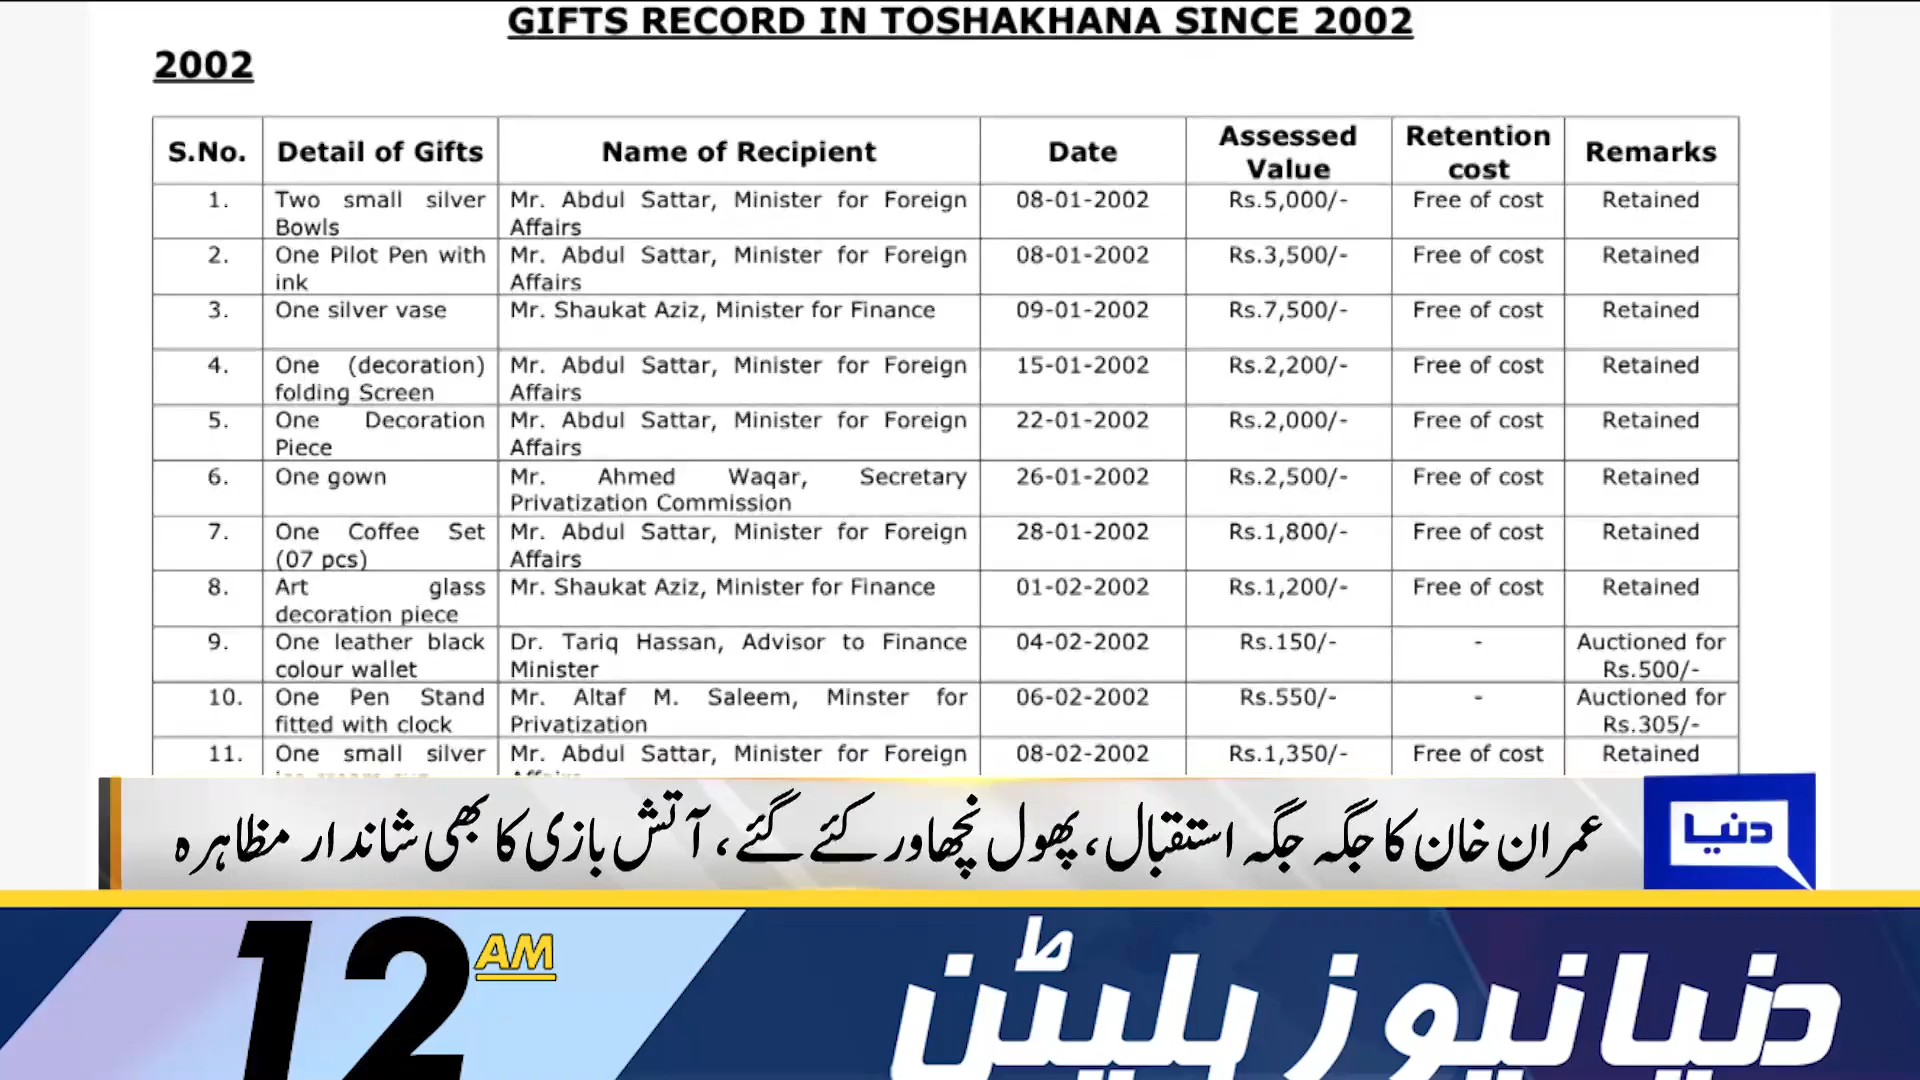 GIFTS RECORD IN TOSHAKHANA SINCE 2002
2002
S.No. Detail of Gifts Name of Recipient Date Assessed Value Retention cost Remarks
1. Two small silver Bowls Mr. Abdul Sattar, Minister for Foreign Affairs 08-01-2002 Rs.5,000/- Free of cost Retained
2. One Pilot Pen with ink Mr. Abdul Sattar, Minister for Foreign Affairs 08-01-2002 Rs.3,500/- Free of cost Retained
3. One silver vase Mr. Shaukat Aziz, Minister for Finance 09-01-2002 Rs.7,500/- Free of cost Retained
4. One (decoration) folding Screen Mr. Abdul Sattar, Minister for Foreign Affairs 15-01-2002 Rs.2,200/- Free of cost Retained
5. One Decoration Piece Mr. Abdul Sattar, Minister for Foreign Affairs 22-01-2002 Rs.2,000/- Free of cost Retained
6. One gown Mr. Ahmed Waqar, Secretary Privatization Commission 26-01-2002 Rs.2,500/- Free of cost Retained
7. One Coffee Set (07 pcs) Mr. Abdul Sattar, Minister for Foreign Affairs 28-01-2002 Rs.1,800/- Free of cost Retained
8. Art glass decoration piece Mr. Shaukat Aziz, Minister for Finance 01-02-2002 Rs.1,200/- Free of cost Retained
9. One leather black colour wallet Dr. Tariq Hassan, Advisor to Finance Minister 04-02-2002 Rs.150/- - Auctioned for Rs.500/-
10. One Pen Stand fitted with clock Mr. Altaf M. Saleem, Minster for Privatization 06-02-2002 Rs.550/- - Auctioned for Rs.305/-
11. One small silver Mr. Abdul Sattar, Minister for Foreign 08-02-2002 Rs.1,350/- Free of cost Retained
عمران خان کا جگہ جگہ استقبال، پھول نچھاور کئے گئے، آتش بازی کا بھی شاندار مظاہرہ
دنیا
12 AM
دنیا نیوز بلیٹن